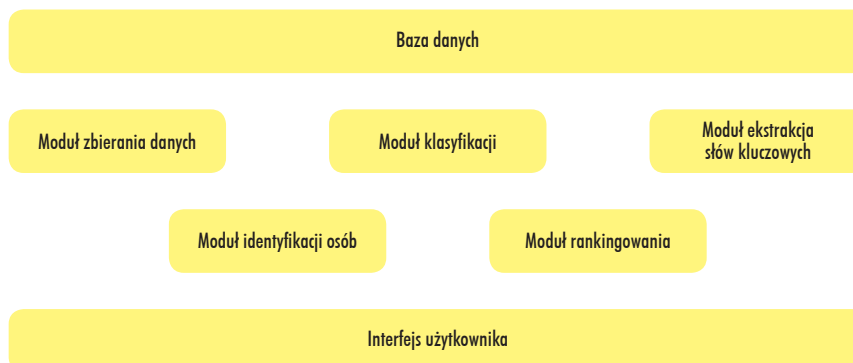 Baza danych
Moduł zbierania danych
Moduł klasyfikacji
Moduł ekstrakcja
słów kluczowych
Moduł identyfikacji osób
Moduł rankingowania
Interfejs użytkownika